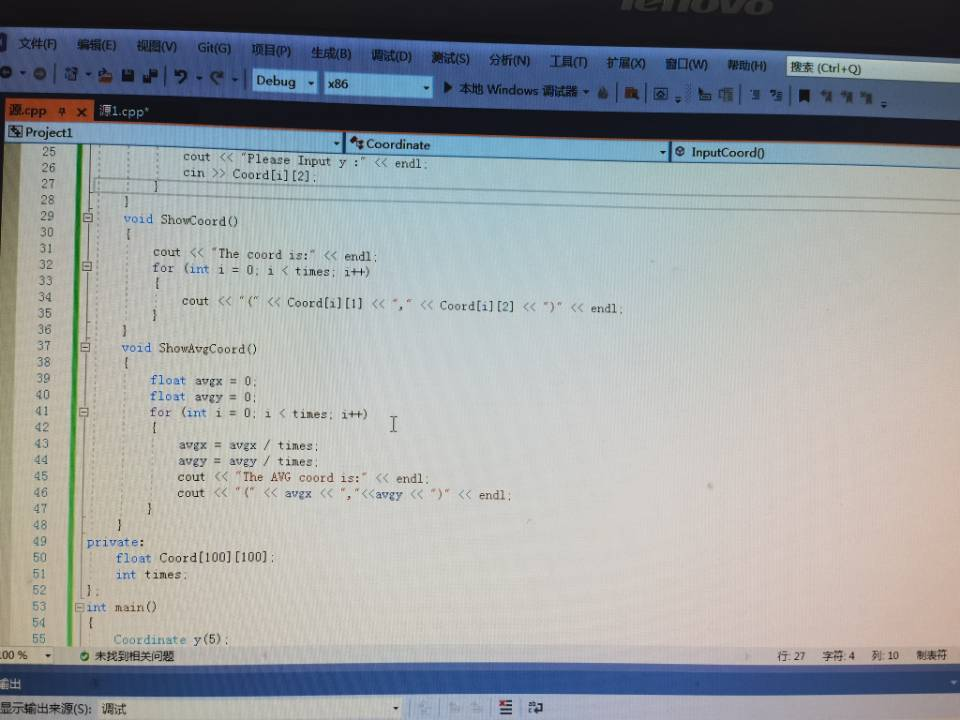 lenovo
文件(F) 编辑(E) 视图(V) Git(G) 项目(P) 生成(B) 调试(D) 测试(S) 分析(N) 工具(T) 扩展(X) 窗口(W) 帮助(H) 搜索 (Ctrl+Q)
Debug x86 本地 Windows 调试器
源.cpp 源1.cpp*
Project1 Coordinate InputCoord()
25 cout << "Please Input y :" << endl;
26 cin >> Coord[i][2];
27 }
28 }
29 void ShowCoord()
30 {
31 cout << "The coord is:" << endl;
32 for (int i = 0; i < times; i++)
33 {
34 cout << "(" << Coord[i][1] << "," << Coord[i][2] << ")" << endl;
35 }
36 }
37 void ShowAvgCoord()
38 {
39 float avgx = 0;
40 float avgy = 0;
41 for (int i = 0; i < times; i++)
42 {
43 avgx = avgx / times;
44 avgy = avgy / times;
45 cout << "The AVG coord is:" << endl;
46 cout << "(" << avgx << ","<<avgy << ")" << endl;
47 }
48 }
49 private:
50 float Coord[100][100];
51 int times;
52 };
53 int main()
54 {
55 Coordinate y(5);
100 % 未找到相关问题 行: 27 字符: 4 列: 10 制表符
输出
显示输出来源(S): 调试